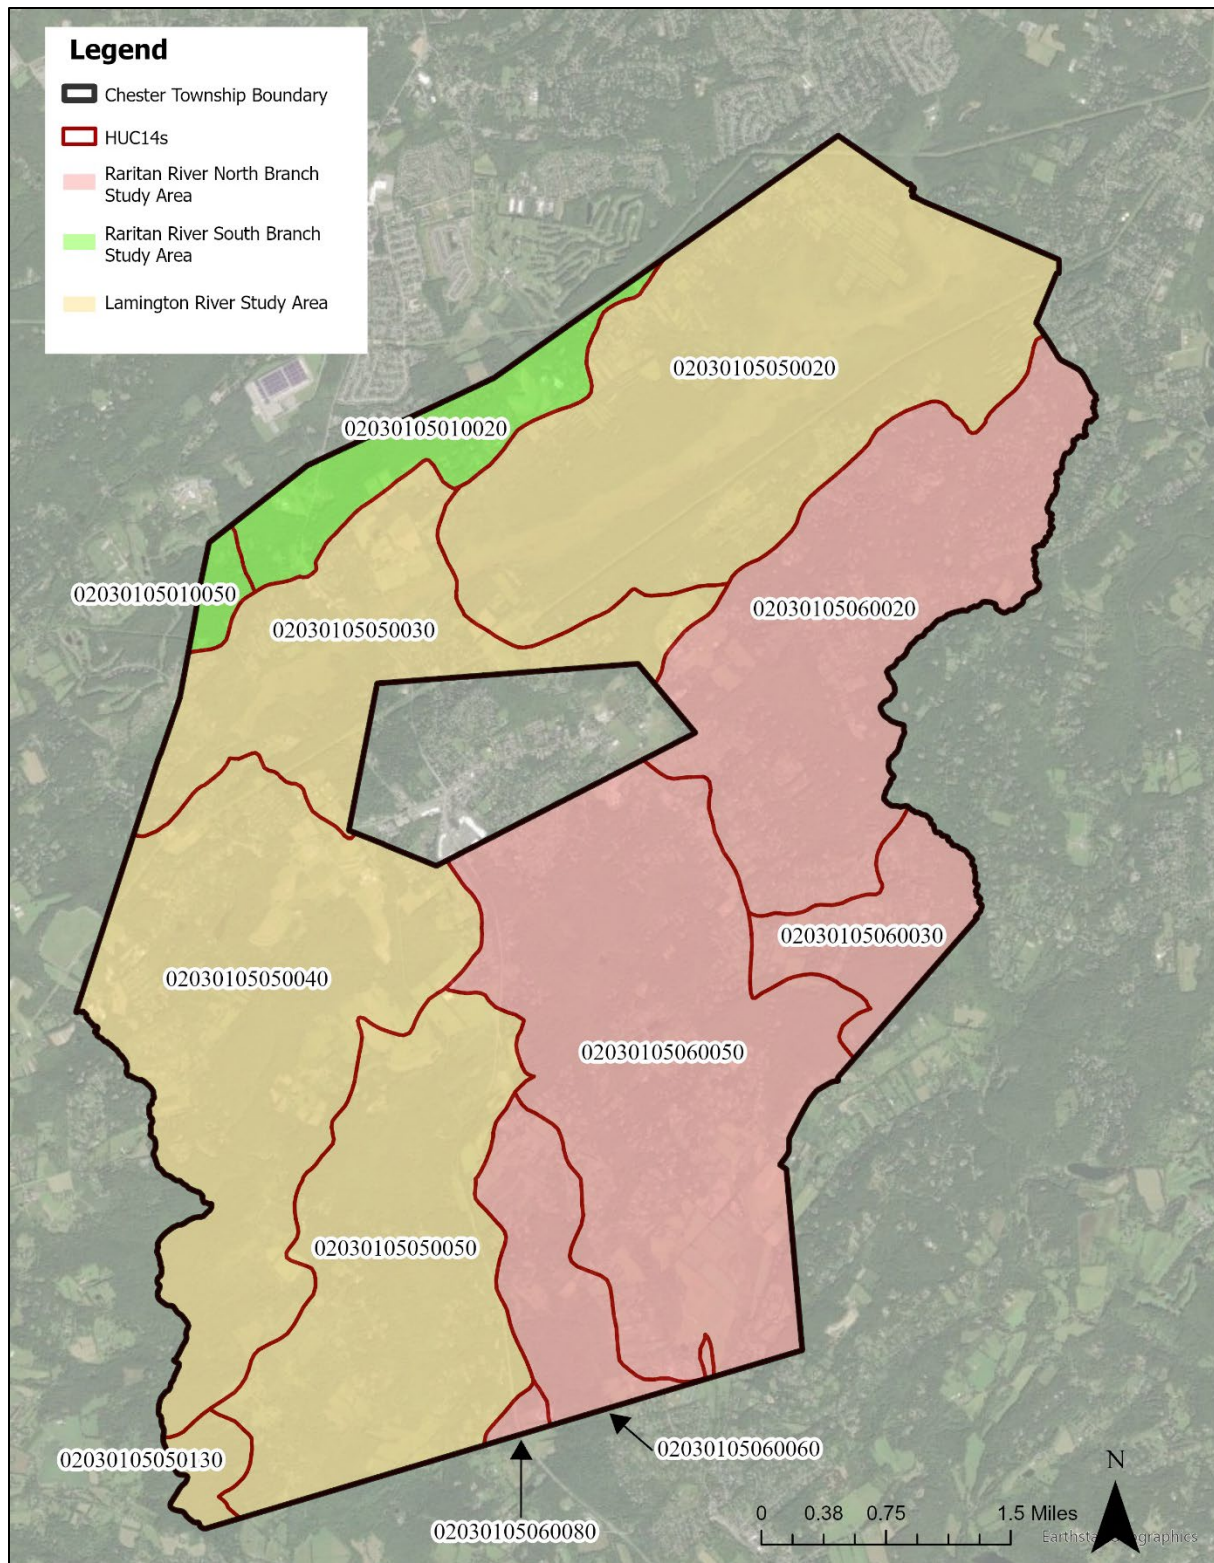 Legend
Chester Township Boundary
HUC14s
Raritan River North Branch
Study Area
Raritan River South Branch
Study Area
Lamington River Study Area
02030105050020
02030105010020
02030105010050
02030105060020
02030105050030
02030105060030
02030105050040
02030105060050
02030105050050
02030105060060
02030105050130
02030105060080
N
0 0.38 0.75 1.5 Miles